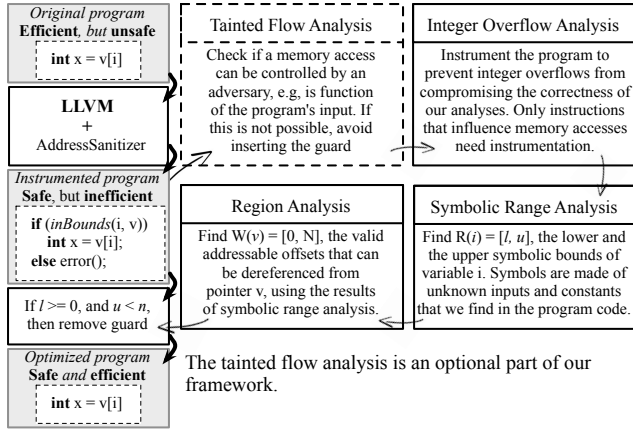 Original program
Efficient, but unsafe
int x = v[i]
LLVM
+
AddressSanitizer
Instrumented program
Safe, but inefficient
if (inBounds(i, v))
int x = v[i];
else error();
If l >= 0, and u < n,
then remove guard
Optimized program
Safe and efficient
int x = v[i]
Tainted Flow Analysis
Check if a memory access
can be controlled by an
adversary, e.g, is function
of the program's input. If
this is not possible, avoid
inserting the guard
Integer Overflow Analysis
Instrument the program to
prevent integer overflows from
compromising the correctness of
our analyses. Only instructions
that influence memory accesses
need instrumentation.
Symbolic Range Analysis
Find R(i) = [l, u], the lower and
the upper symbolic bounds of
variable i. Symbols are made of
unknown inputs and constants
that we find in the program code.
Region Analysis
Find W(v) = [0, N], the valid
addressable offsets that can
be dereferenced from
pointer v, using the results
of symbolic range analysis.
The tainted flow analysis is an optional part of our
framework.